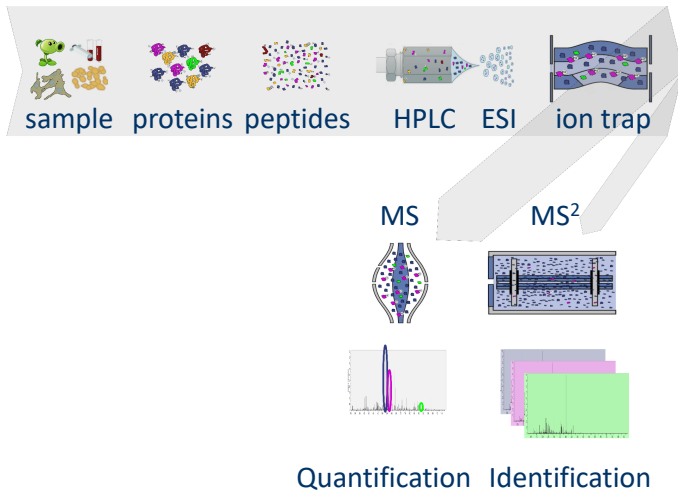 sample proteins peptides HPLC ESI ion trap
MS MS²
Quantification Identification